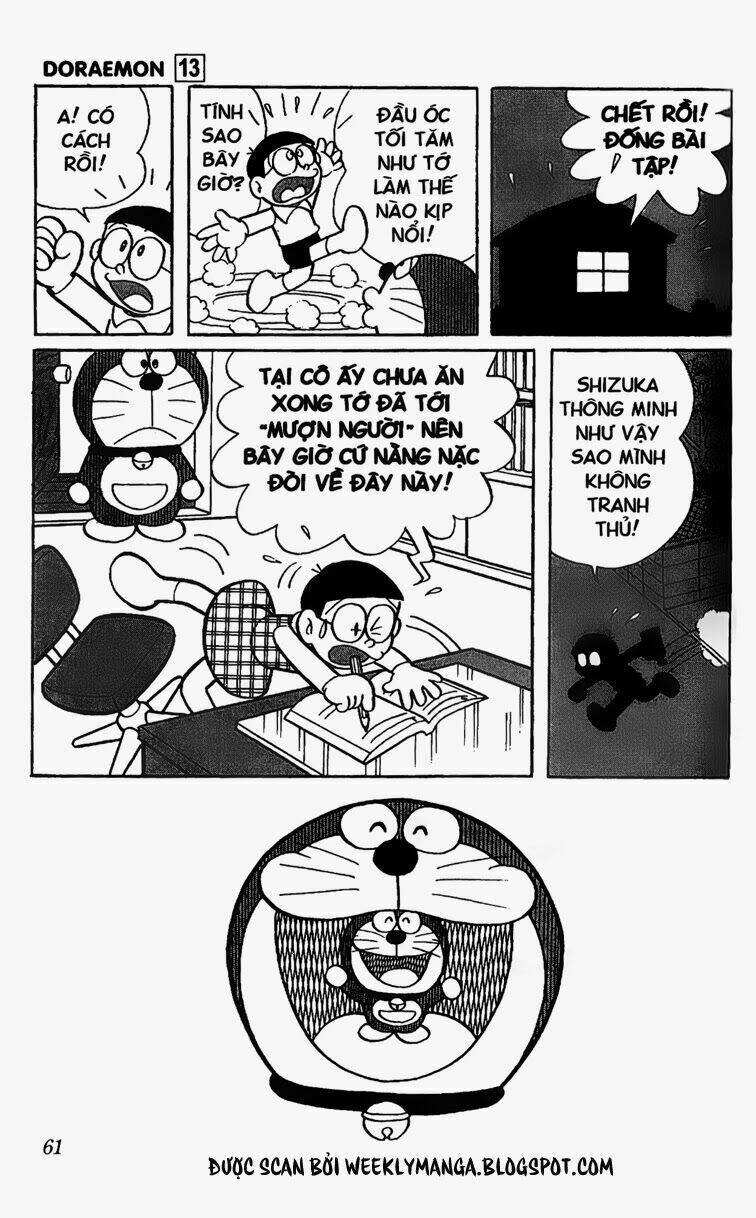 DORAEMON 13
CHẾT RỒI!
ĐỐNG BÀI
TẬP!
ĐẦU ÓC
TỐI TĂM
NHƯ TỚ
LÀM THẾ
NÀO KỊP
NỔI!
TÍNH
SAO
BÂY
GIỜ?
A! CÓ
CÁCH
RỒI!
SHIZUKA
THÔNG MINH
NHƯ VẬY
SAO MÌNH
KHÔNG
TRANH
THỦ!
TẠI CÔ ẤY CHƯA ĂN
XONG TỚ ĐÃ TỚI
"MƯỢN NGƯỜI" NÊN
BÂY GIỜ CỨ NẰNG NẶC
ĐÒI VỀ ĐÂY NÀY!
61
ĐƯỢC SCAN BỞI WEEKLYMANGA.BLOGSPOT.COM